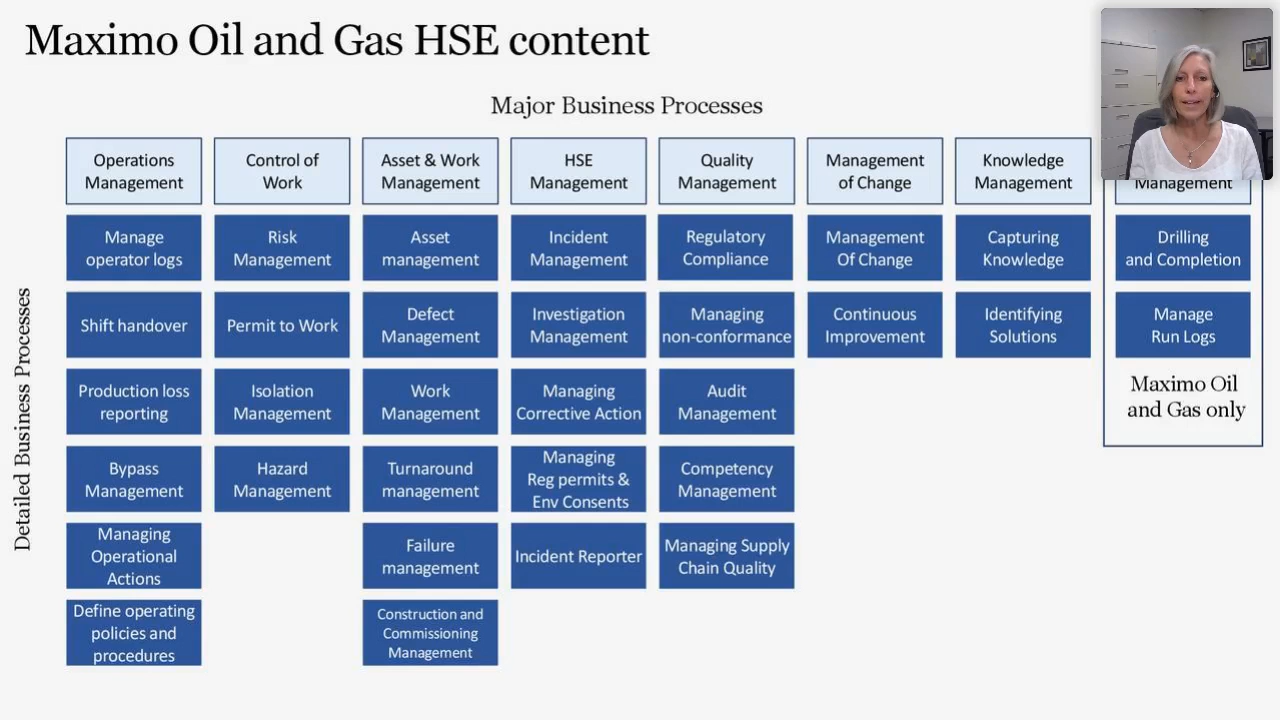 Maximo Oil and Gas HSE content
Major Business Processes
Detailed Business Processes
Operations
Management
Control of
Work
Asset & Work
Management
HSE
Management
Quality
Management
Management
of Change
Knowledge
Management
Management
Manage
operator logs
Risk
Management
Asset
management
Incident
Management
Regulatory
Compliance
Management
Of Change
Capturing
Knowledge
Drilling
and Completion
Shift handover
Permit to Work
Defect
Management
Investigation
Management
Managing
non-conformance
Continuous
Improvement
Identifying
Solutions
Manage
Run Logs
Production loss
reporting
Isolation
Management
Work
Management
Managing
Corrective Action
Audit
Management
Maximo Oil
and Gas only
Bypass
Management
Hazard
Management
Turnaround
management
Managing
Reg permits &
Env Consents
Competency
Management
Managing
Operational
Actions
Failure
management
Incident Reporter
Managing Supply
Chain Quality
Define operating
policies and
procedures
Construction and
Commissioning
Management